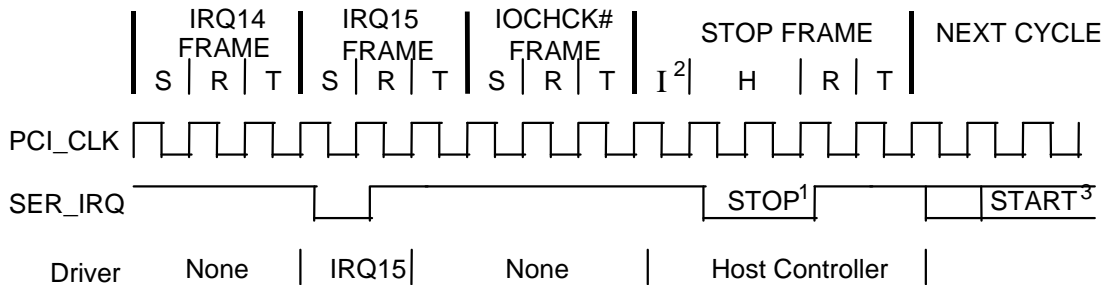 IRQ14 FRAME IRQ15 FRAME IOCHCK# FRAME STOP FRAME NEXT CYCLE
S R T S R T S R T I² H R T
PCI_CLK
SER_IRQ STOP¹ START³
Driver None IRQ15 None Host Controller